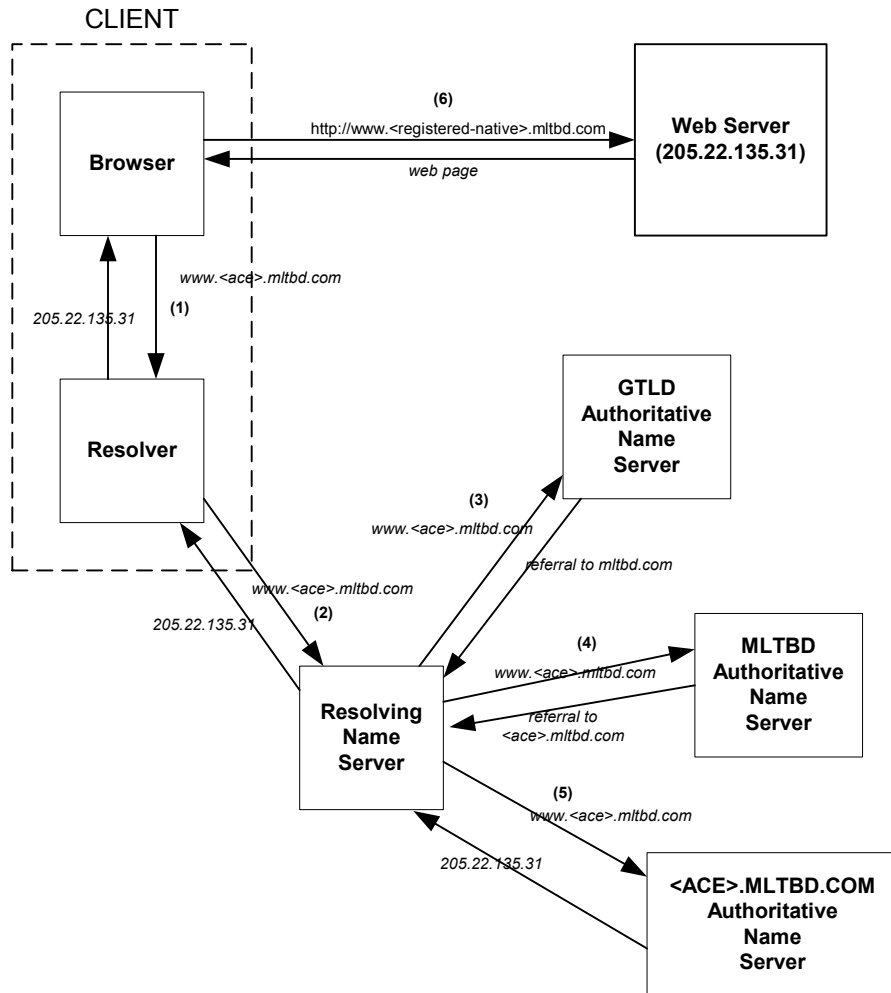 CLIENT
(6)
http://www.<registered-native>.mltbd.com
web page
Browser
Web Server
(205.22.135.31)
www.<ace>.mltbd.com
(1)
205.22.135.31
Resolver
GTLD
Authoritative
Name
Server
(3)
www.<ace>.mltbd.com
referral to mltbd.com
www.<ace>.mltbd.com
(2)
205.22.135.31
(4)
www.<ace>.mltbd.com
referral to
<ace>.mltbd.com
MLTBD
Authoritative
Name
Server
Resolving
Name
Server
(5)
www.<ace>.mltbd.com
205.22.135.31
<ACE>.MLTBD.COM
Authoritative
Name
Server